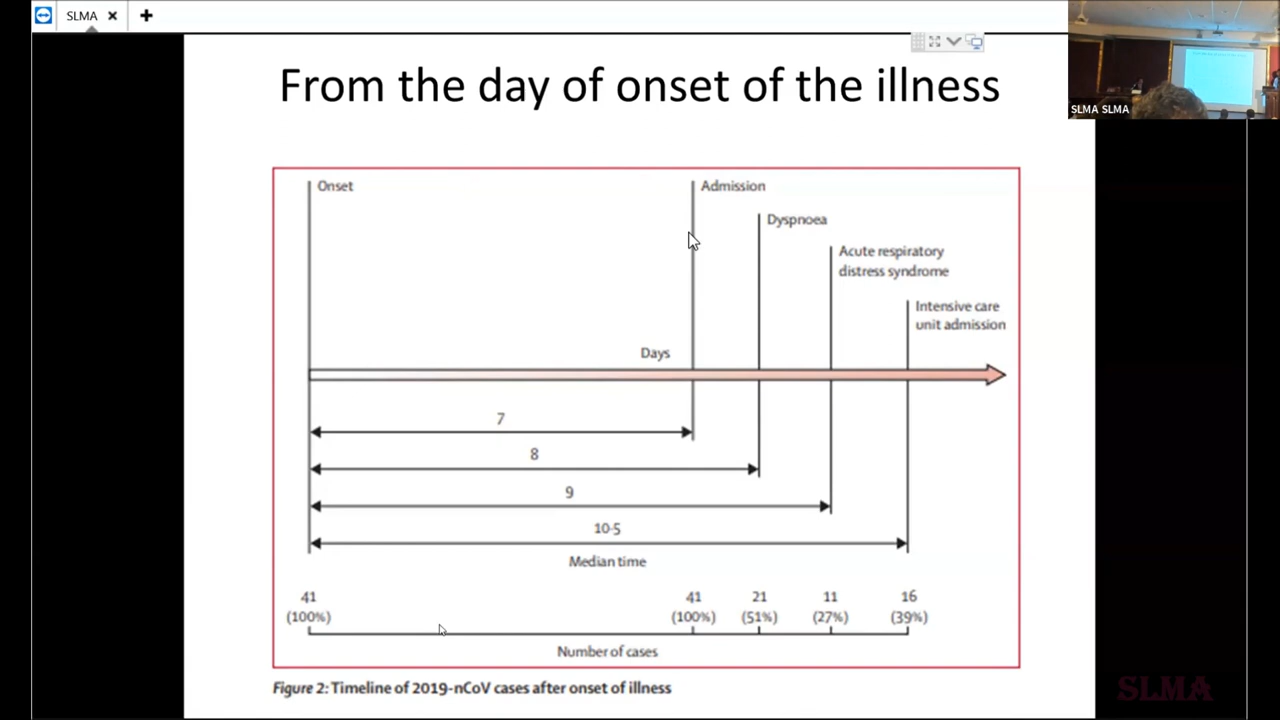 SLMA
SLMA SLMA
From the day of onset of the illness
Onset
Admission
Dyspnoea
Acute respiratory
distress syndrome
Intensive care
unit admission
Days
7
8
9
10·5
Median time
41 41 21 11 16
(100%) (100%) (51%) (27%) (39%)
Number of cases
Figure 2: Timeline of 2019-nCoV cases after onset of illness
SLMA